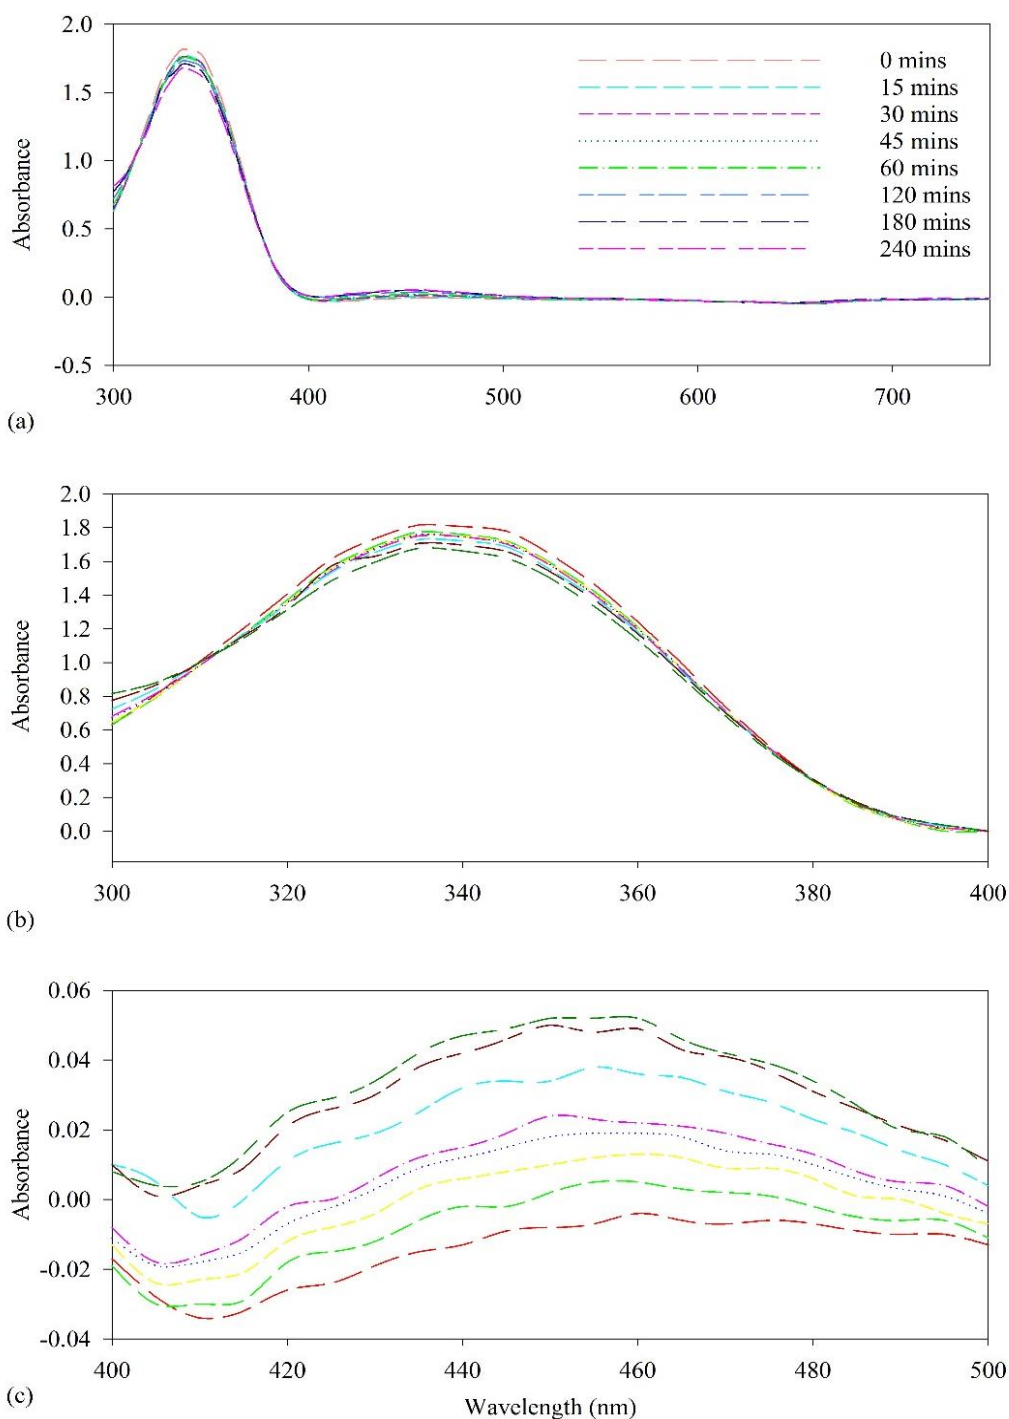 (a)
Absorbance
2.0
1.5
1.0
0.5
0.0
-0.5
300 400 500 600 700
0 mins
15 mins
30 mins
45 mins
60 mins
120 mins
180 mins
240 mins
(b)
Absorbance
2.0
1.8
1.6
1.4
1.2
1.0
0.8
0.6
0.4
0.2
0.0
300 320 340 360 380 400
(c)
Absorbance
0.06
0.04
0.02
0.00
-0.02
-0.04
400 420 440 460 480 500
Wavelength (nm)